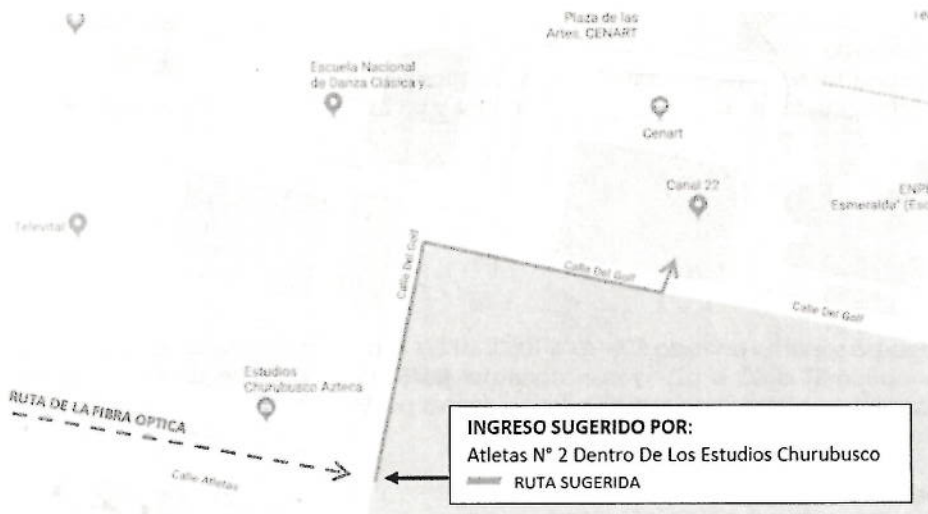 Plaza de las
Artes, CENART
Escuela Nacional
de Danza Clásica y
Cenart
Canal 22
Esmeralda" (Esc
Televital
Calle Del Golf
Calle Del Golf
Calle Del Golf
Estudios
Churubusco Azteca
RUTA DE LA FIBRA OPTICA
Calle Atletas
INGRESO SUGERIDO POR:
Atletas N° 2 Dentro De Los Estudios Churubusco
RUTA SUGERIDA